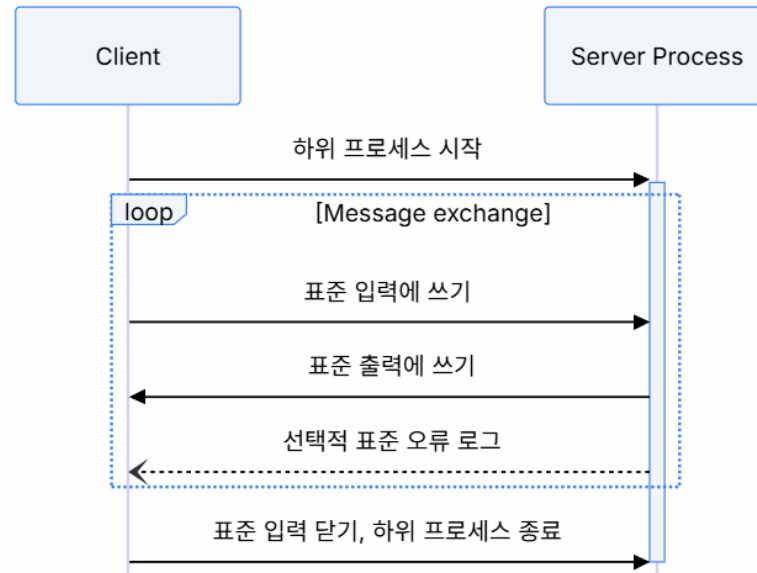 Client
Server Process
하위 프로세스 시작
loop
[Message exchange]
표준 입력에 쓰기
표준 출력에 쓰기
선택적 표준 오류 로그
표준 입력 닫기, 하위 프로세스 종료